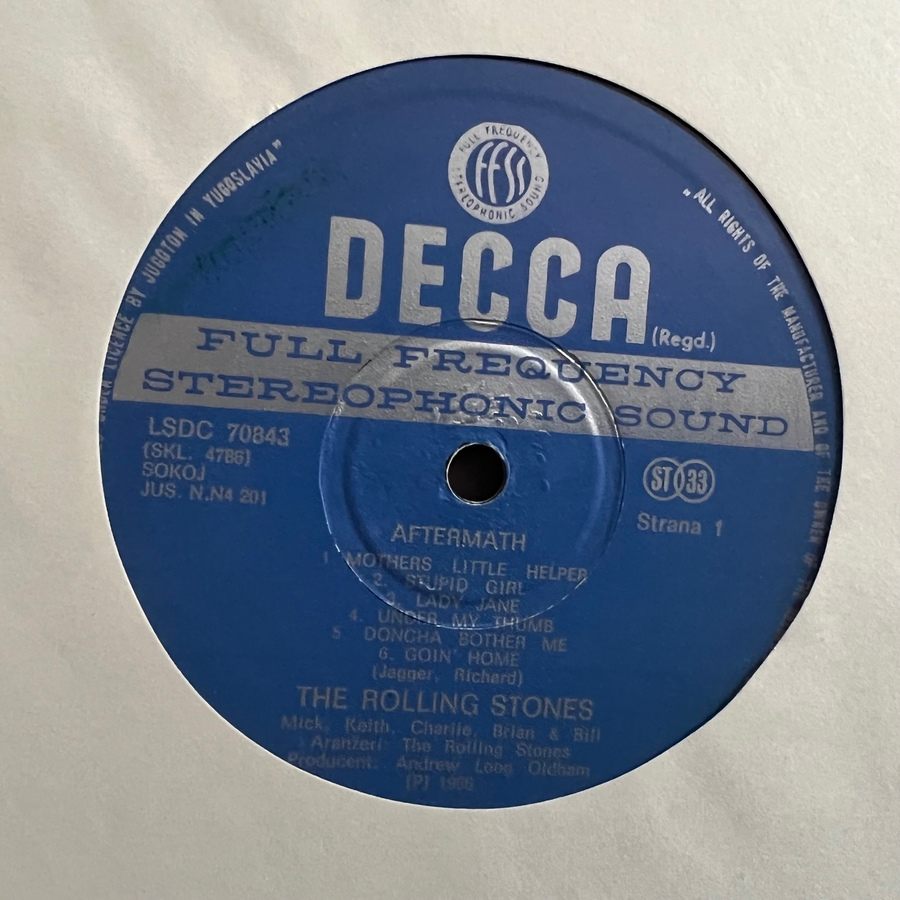 FULL FREQUENCY
ffss
STEREOPHONIC SOUND
DECCA
(Regd.)
FULL FREQUENCY
STEREOPHONIC SOUND
UNDER LICENCE BY JUGOTON IN YUGOSLAVIA"
„ALL RIGHTS OF THE MANUFACTURER AND OF THE OWNER OF THE
LSDC 70843
(SKL. 4786)
SOKOJ
JUS. N.N4 201
ST 33
Strana 1
AFTERMATH
1 MOTHERS LITTLE HELPER
2. STUPID GIRL
3. LADY JANE
4. UNDER MY THUMB
5. DONCHA BOTHER ME
6. GOIN' HOME
(Jagger, Richard)
THE ROLLING STONES
Mick, Keith, Charlie, Brian & Bill
Aranžeri: The Rolling Stones
Producent: Andrew Loog Oldham
(P) 1966